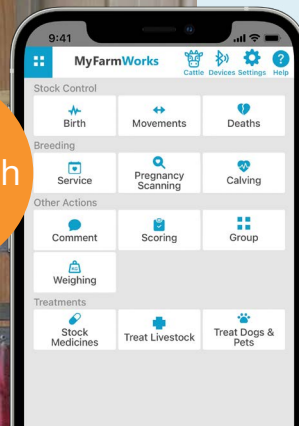 9:41
MyFarmWorks
Cattle Devices Settings Help
Stock Control
Birth Movements Deaths
Breeding
Service Pregnancy Scanning Calving
Other Actions
h
Comment Scoring Group
Weighing
Treatments
Stock Medicines Treat Livestock Treat Dogs & Pets